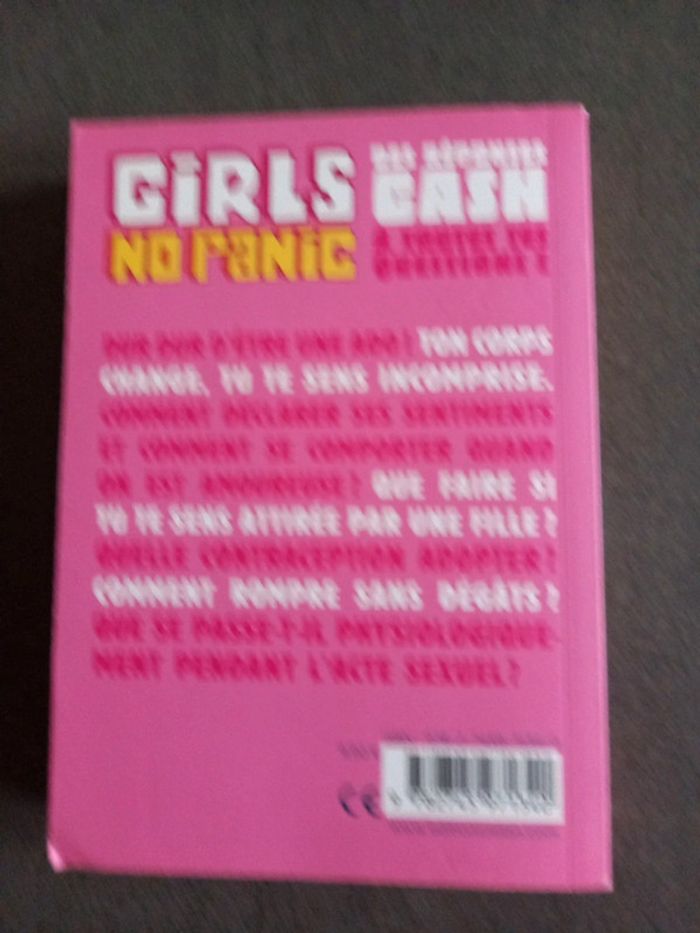 GIRLS
NO PANIC
DES RÉPONSES
CASH
À TOUTES TES
QUESTIONS !
DUR DUR D'ÊTRE UNE ADO ? TON CORPS
CHANGE, TU TE SENS INCOMPRISE.
COMMENT DÉCLARER SES SENTIMENTS
ET COMMENT SE COMPORTER QUAND
ON EST AMOUREUSE ? QUE FAIRE SI
TU TE SENS ATTIRÉE PAR UNE FILLE ?
QUELLE CONTRACEPTION ADOPTER ?
COMMENT ROMPRE SANS DÉGÂTS ?
QUE SE PASSE-T-IL PHYSIOLOGIQUE-
MENT PENDANT L'ACTE SEXUEL ?
CE